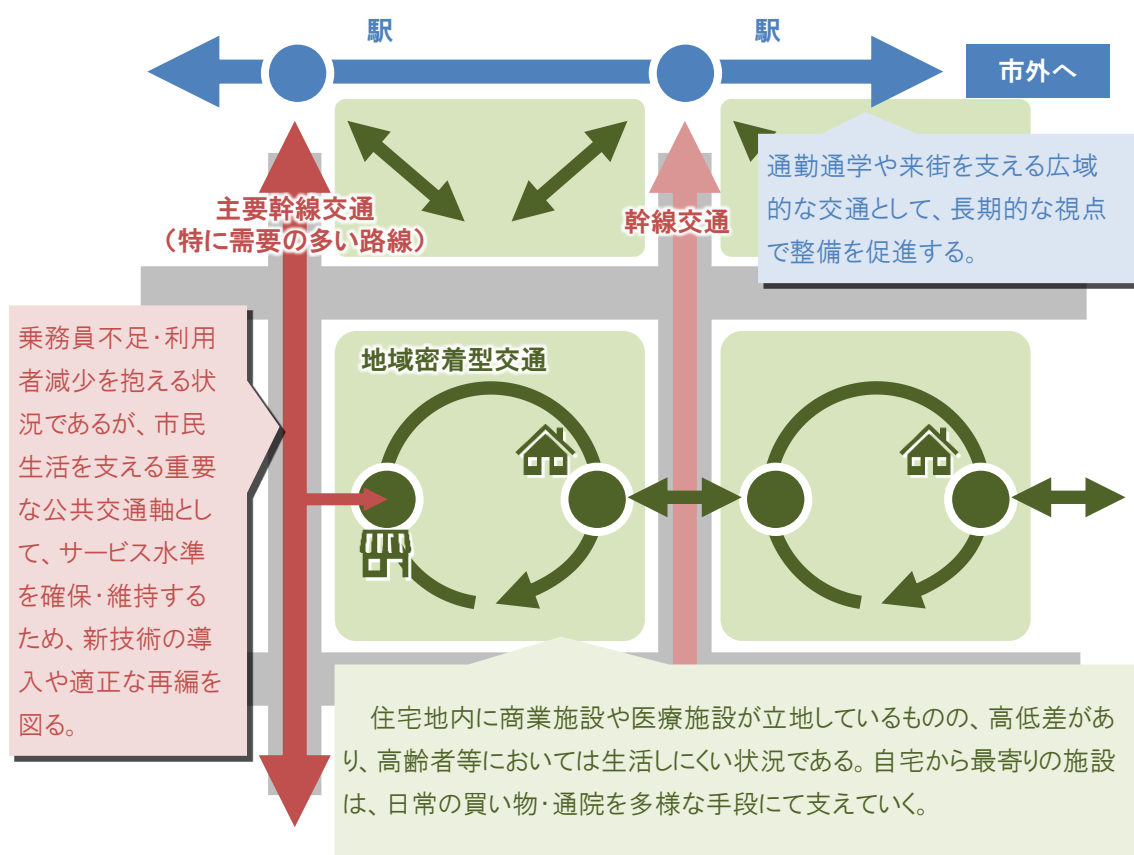 駅
駅
市外へ
通勤通学や来街を支える広域
的な交通として、長期的な視点
で整備を促進する。
主要幹線交通
（特に需要の多い路線）
幹線交通
乗務員不足・利用
者減少を抱える状
況であるが、市民
生活を支える重要
な公共交通軸とし
て、サービス水準
を確保・維持する
ため、新技術の導
入や適正な再編を
図る。
地域密着型交通
住宅地内に商業施設や医療施設が立地しているものの、高低差があ
り、高齢者等においては生活しにくい状況である。自宅から最寄りの施設
は、日常の買い物・通院を多様な手段にて支えていく。